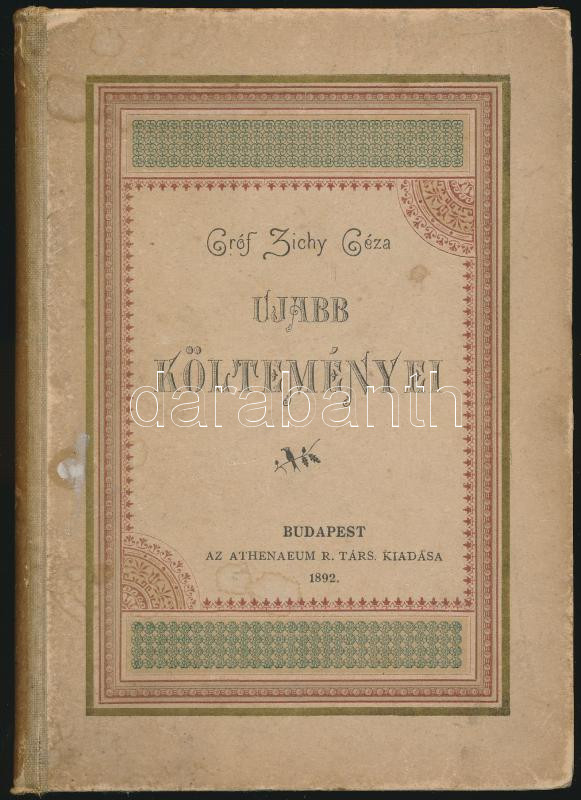 Gróf Zichy Géza
UJABB
KÖLTEMÉNYEI
darabanth
BUDAPEST
AZ ATHENAEUM R. TÁRS. KIADÁSA
1892.